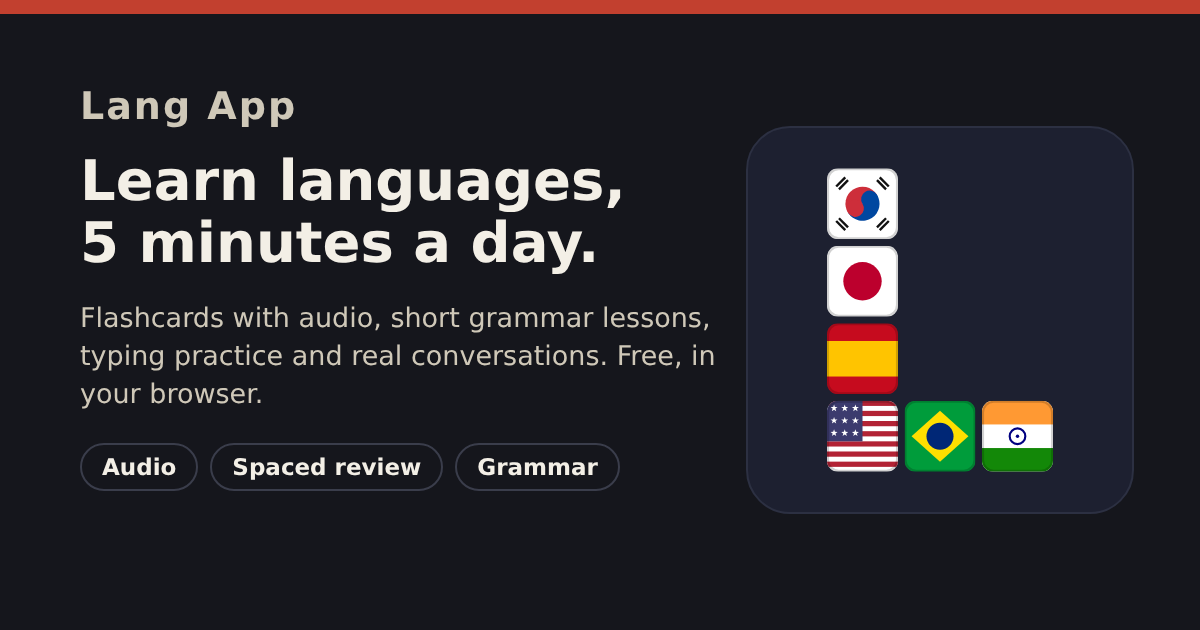 Lang App
Learn languages,
5 minutes a day.
Flashcards with audio, short grammar lessons,
typing practice and real conversations. Free, in
your browser.
Audio
Spaced review
Grammar